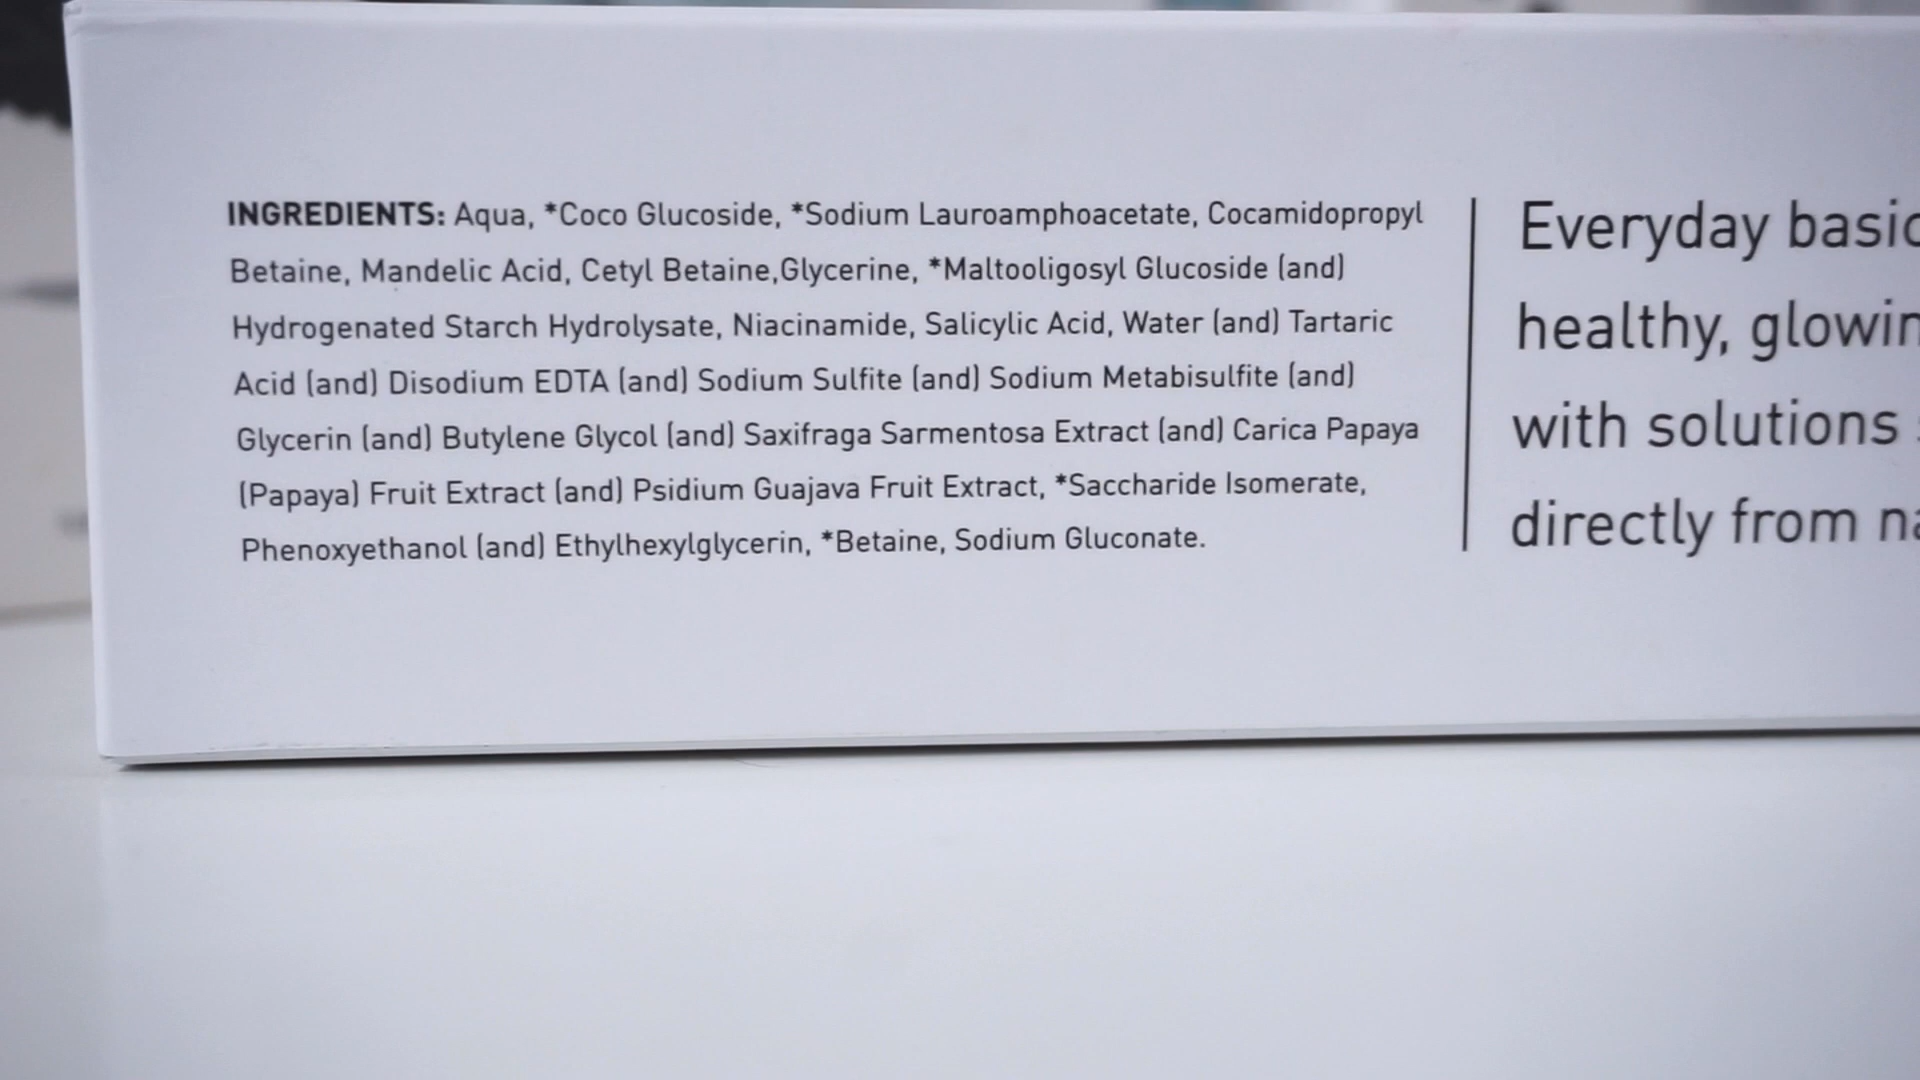 INGREDIENTS: Aqua, *Coco Glucoside, *Sodium Lauroamphoacetate, Cocamidopropyl
Betaine, Mandelic Acid, Cetyl Betaine,Glycerine, *Maltooligosyl Glucoside (and)
Hydrogenated Starch Hydrolysate, Niacinamide, Salicylic Acid, Water (and) Tartaric
Acid (and) Disodium EDTA (and) Sodium Sulfite (and) Sodium Metabisulfite (and)
Glycerin (and) Butylene Glycol (and) Saxifraga Sarmentosa Extract (and) Carica Papaya
(Papaya) Fruit Extract (and) Psidium Guajava Fruit Extract, *Saccharide Isomerate,
Phenoxyethanol (and) Ethylhexylglycerin, *Betaine, Sodium Gluconate.
Everyday
healthy,
with solutions
directly from